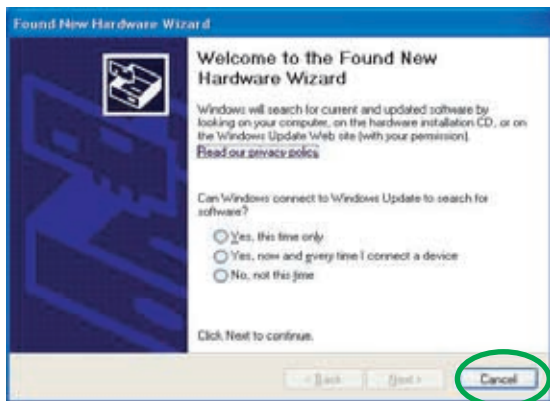 Found New Hardware Wizard
Welcome to the Found New
Hardware Wizard
Windows will search for current and updated software by
looking on your computer, on the hardware installation CD, or on
the Windows Update Web site (with your permission).
Read our privacy policy
Can Windows connect to Windows Update to search for
software?
Yes, this time only
Yes, now and every time I connect a device
No, not this time
Click Next to continue.
< Back
Next >
Cancel